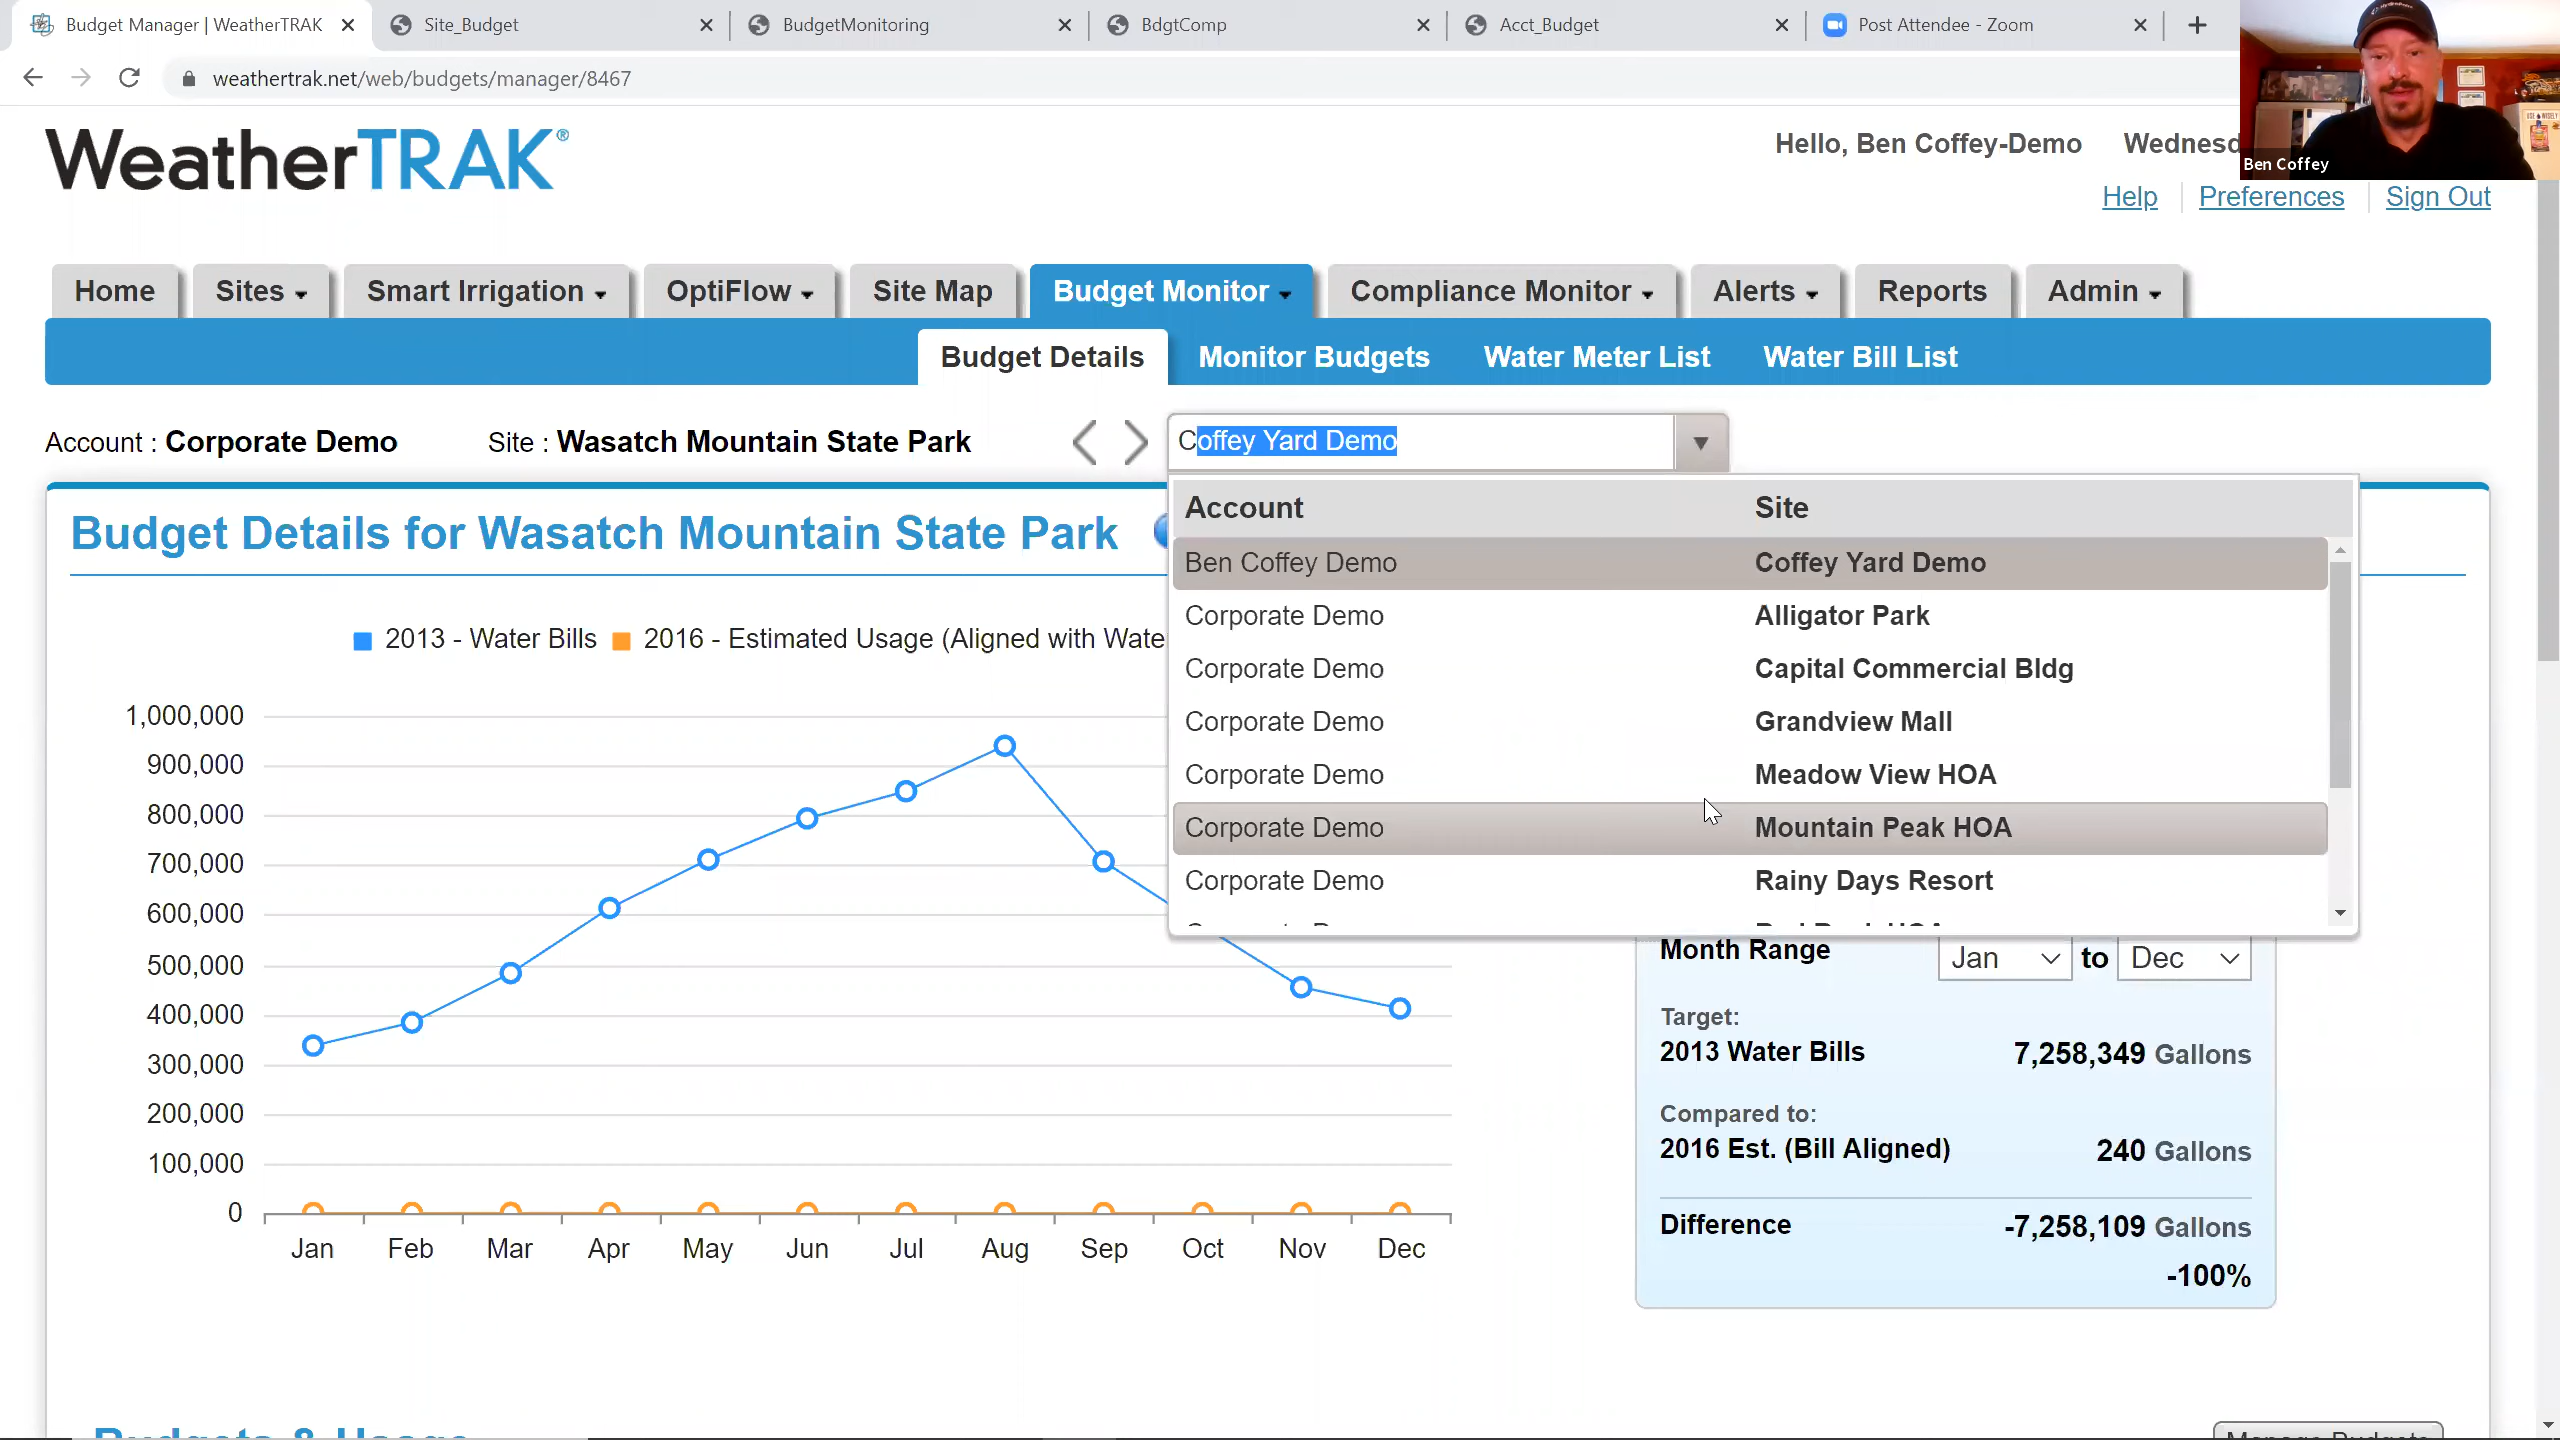 Budget Manager | WeatherTRAK
Site_Budget
BudgetMonitoring
BdgtComp
Acct_Budget
Post Attendee - Zoom
weathertrak.net/web/budgets/manager/8467
Ben Coffey
WeatherTRAK®
Hello, Ben Coffey-Demo Wednesd
Help Preferences Sign Out
Home Sites Smart Irrigation OptiFlow Site Map Budget Monitor Compliance Monitor Alerts Reports Admin
Budget Details Monitor Budgets Water Meter List Water Bill List
Account : Corporate Demo Site : Wasatch Mountain State Park Coffey Yard Demo
Account Site
Ben Coffey Demo Coffey Yard Demo
Corporate Demo Alligator Park
Corporate Demo Capital Commercial Bldg
Corporate Demo Grandview Mall
Corporate Demo Meadow View HOA
Corporate Demo Mountain Peak HOA
Corporate Demo Rainy Days Resort
Budget Details for Wasatch Mountain State Park
2013 - Water Bills 2016 - Estimated Usage (Aligned with Wate
1,000,000
900,000
800,000
700,000
600,000
500,000
400,000
300,000
200,000
100,000
0
Jan Feb Mar Apr May Jun Jul Aug Sep Oct Nov Dec
Month Range Jan to Dec
Target:
2013 Water Bills 7,258,349 Gallons
Compared to:
2016 Est. (Bill Aligned) 240 Gallons
Difference -7,258,109 Gallons
-100%
Budgets & Usage
Manage Budgets